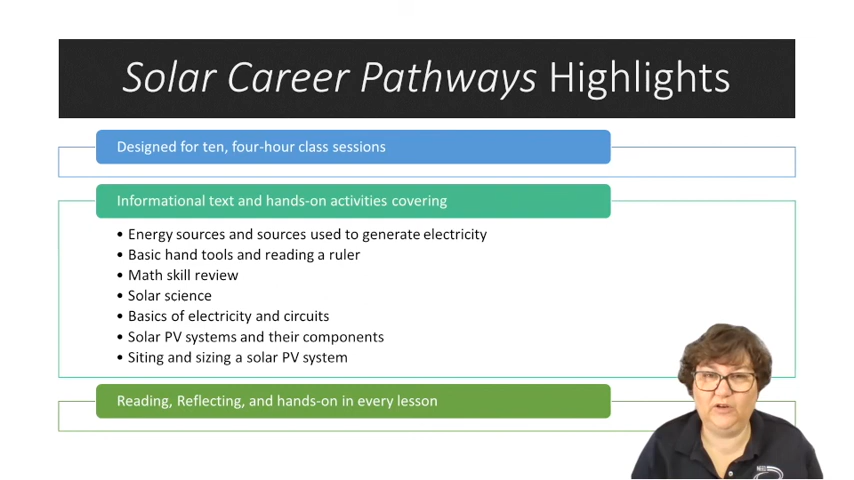 Solar Career Pathways Highlights
Designed for ten, four-hour class sessions
Informational text and hands-on activities covering
• Energy sources and sources used to generate electricity
• Basic hand tools and reading a ruler
• Math skill review
• Solar science
• Basics of electricity and circuits
• Solar PV systems and their components
• Siting and sizing a solar PV system
Reading, Reflecting, and hands-on in every lesson